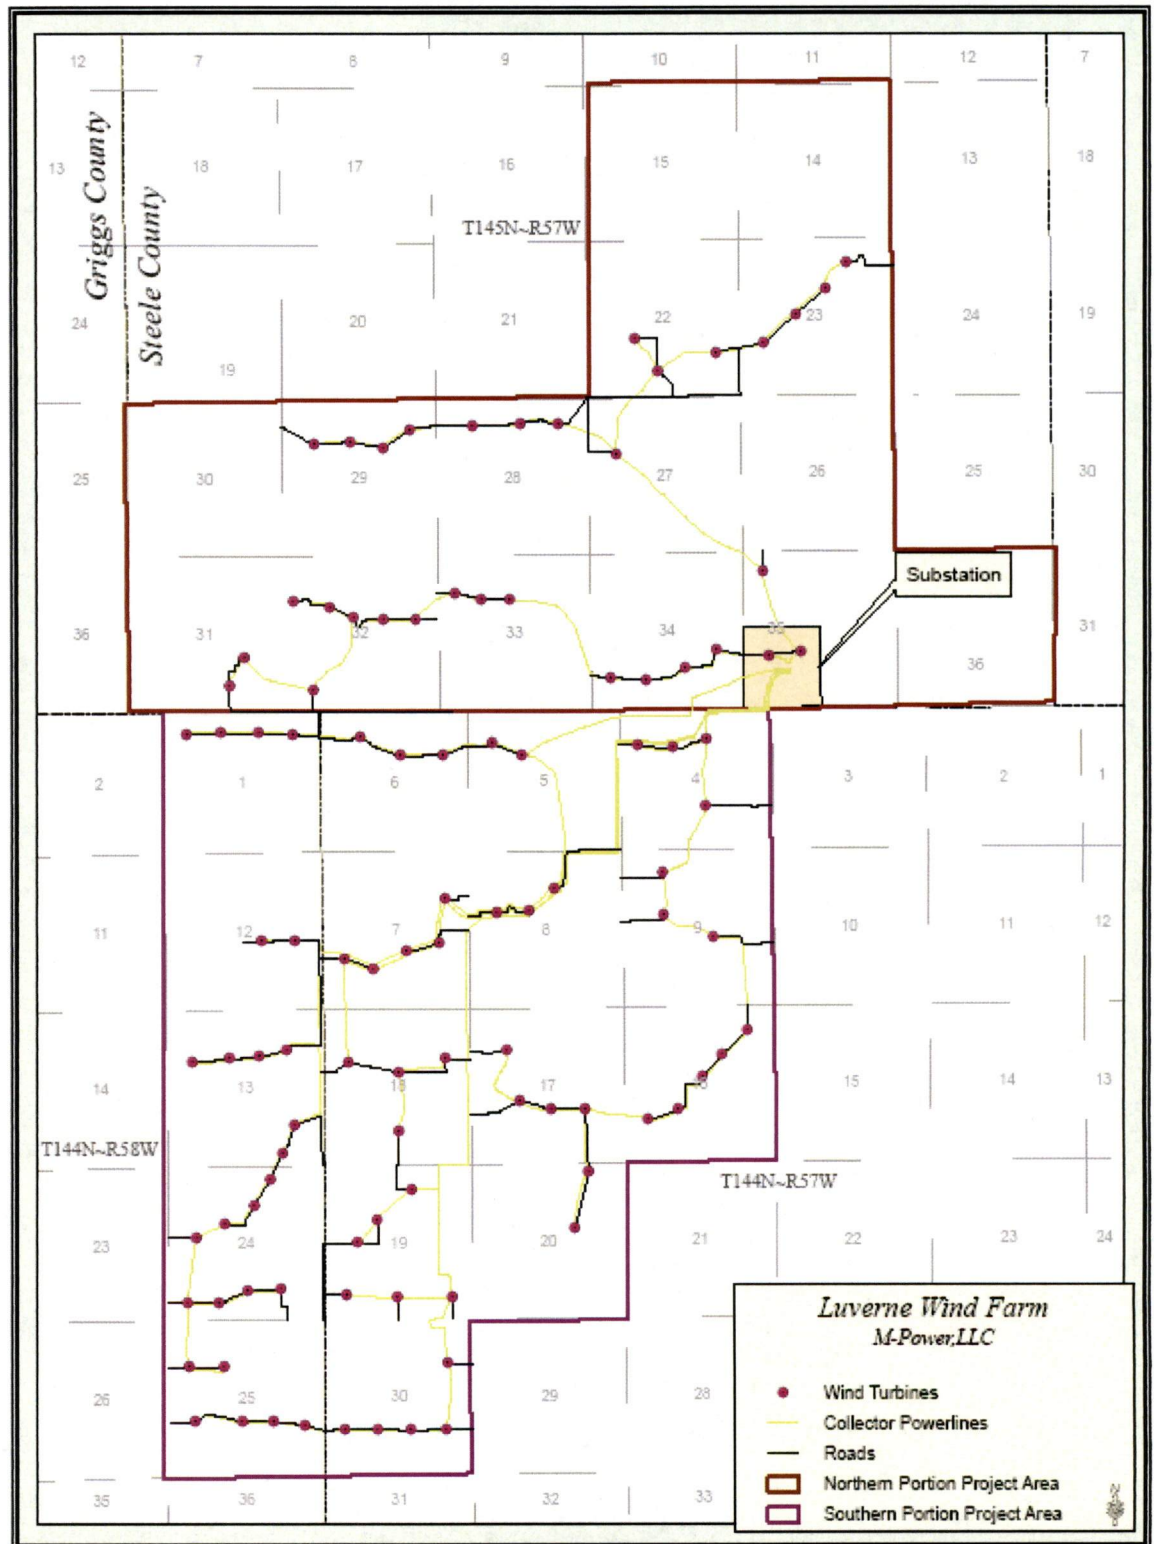 12 7 8 9 10 11 12 7
Griggs County
Steele County
13 18 17 16 15 14 13 18
T145N~R57W
24 19 20 21 22 23 24 19
25 30 29 28 27 26 25 30
Substation
36 31 32 33 34 35 36 31
2 1 6 5 4 3 2 1
11 12 7 8 9 10 11 12
14 13 18 17 16 15 14 13
T144N~R58W
T144N~R57W
23 24 19 20 21 22 23 24
26 25 30 29 28
35 36 31 32 33
Luverne Wind Farm
M-Power,LLC
Wind Turbines
Collector Powerlines
Roads
Northern Portion Project Area
Southern Portion Project Area
N